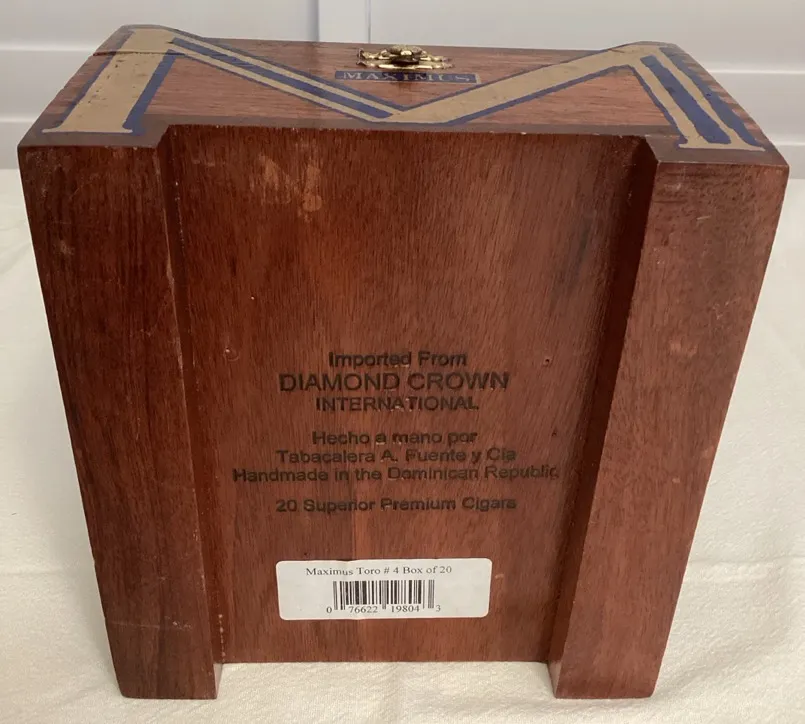 MAXIMUS
Imported From
DIAMOND CROWN
INTERNATIONAL
Hecho a mano por
Tabacalera A. Fuente y Cia
Handmade in the Dominican Republic
20 Superior Premium Cigars
Maximus Toro # 4 Box of 20
0 76622 19804 3